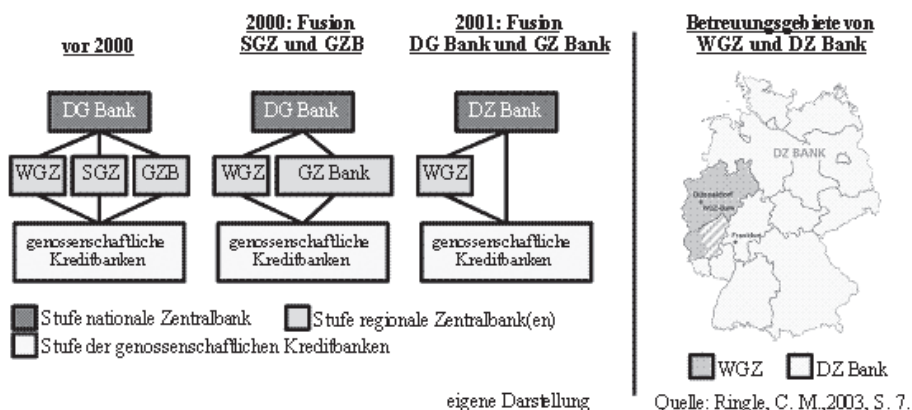 vor 2000
2000: Fusion
SGZ und GZB
2001: Fusion
DG Bank und GZ Bank
DG Bank
WGZ
SGZ
GZB
genossenschaftliche
Kreditbanken
DG Bank
WGZ
GZ Bank
genossenschaftliche
Kreditbanken
DZ Bank
WGZ
genossenschaftliche
Kreditbanken
Stufe nationale Zentralbank
Stufe regionale Zentralbank(en)
Stufe der genossenschaftlichen Kreditbanken
eigene Darstellung
Betreuungsgebiete von
WGZ und DZ Bank
DZ BANK
Düsseldorf
WGZ-Bank
Frankfurt
WGZ
DZ Bank
Quelle: Ringle, C. M.,2003, S. 7.